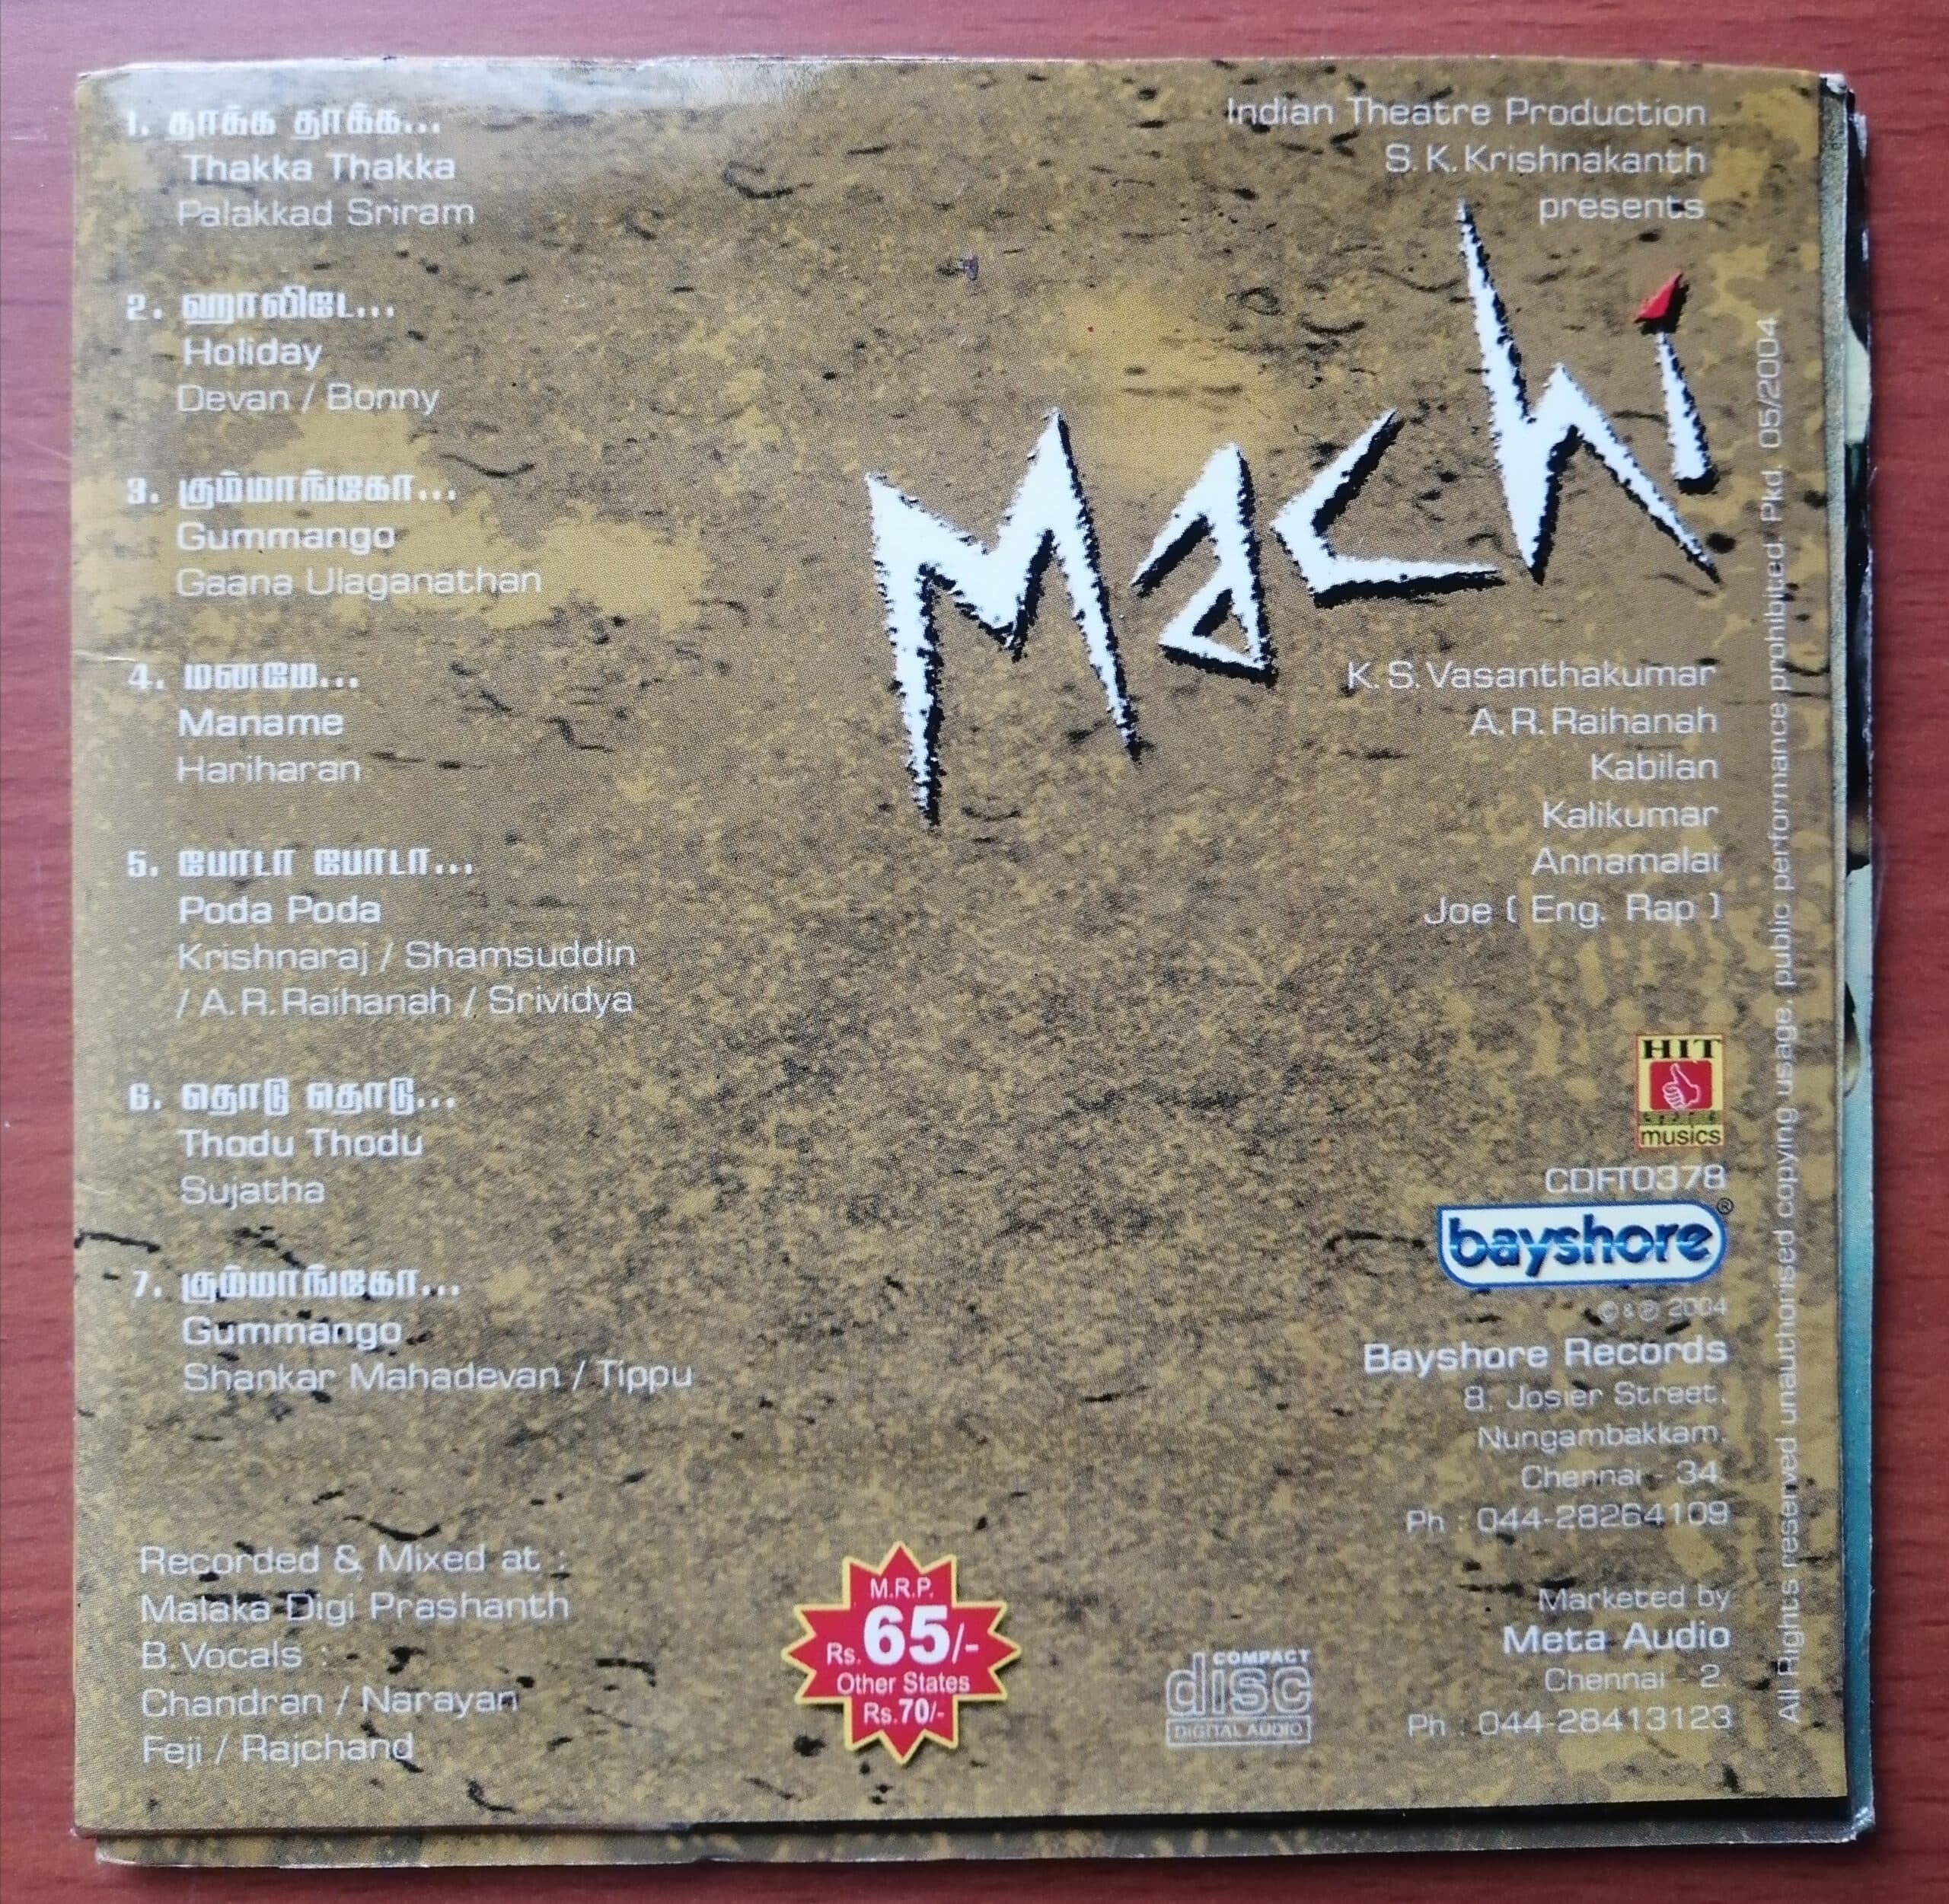 1. தாக்க தாக்க...
Thakka Thakka
Palakkad Sriram
2. ஹாலிடே...
Holiday
Devan / Bonny
3. கும்மாங்கோ...
Gummango
Gaana Ulaganathan
4. மனமே...
Maname
Hariharan
5. போடா போடா...
Poda Poda
Krishnaraj / Shamsuddin
/ A.R.Raihanah / Srividya
6. தொடு தொடு...
Thodu Thodu
Sujatha
7. கும்மாங்கோ...
Gummango
Shankar Mahadevan / Tippu
Recorded & Mixed at :
Malaka Digi Prashanth
B.Vocals :
Chandran / Narayan
Feji / Rajchand
Indian Theatre Production
S.K.Krishnakanth
presents
Machi
K.S.Vasanthakumar
A.R.Raihanah
Kabilan
Kalikumar
Annamalai
Joe ( Eng. Rap )
HIT
musics
CDFT0378
bayshore®
© & ℗ 2004
Bayshore Records
8, Josier Street,
Nungambakkam,
Chennai - 34.
Ph : 044-28264109
Marketed by
Meta Audio
Chennai - 2.
Ph : 044-28413123
M.R.P.
Rs.65/-
Other States
Rs.70/-
COMPACT
disc
DIGITAL AUDIO
All Rights reserved unauthorised copying usage, public performance prohibited. Pkd. 05/2004